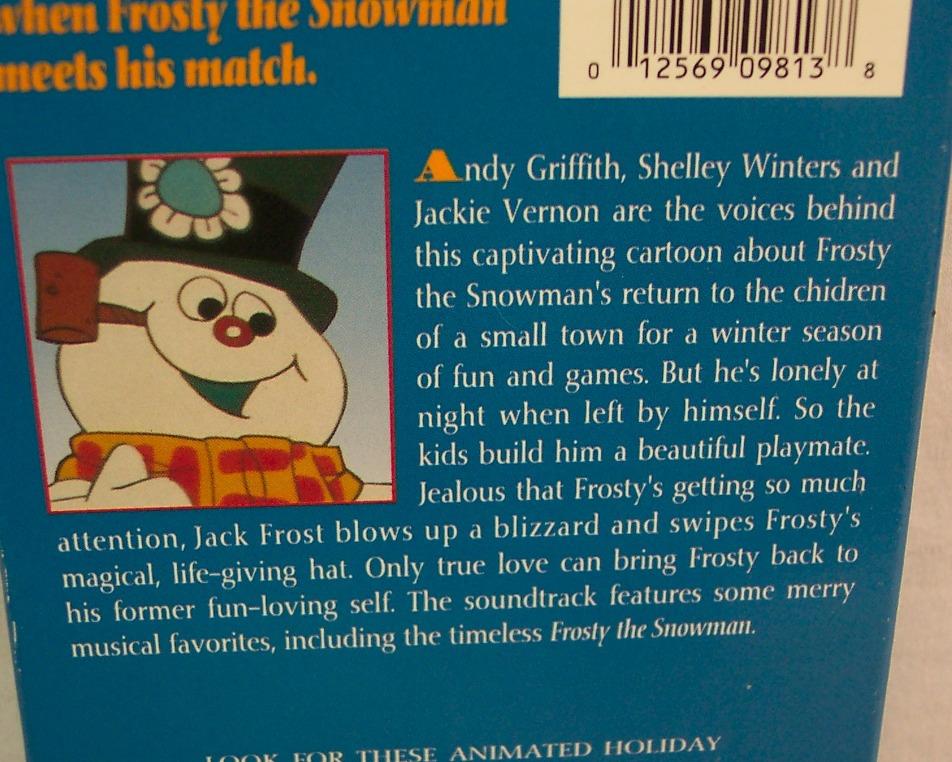 when Frosty the Snowman
meets his match.
0 12569 09813 8
Andy Griffith, Shelley Winters and
Jackie Vernon are the voices behind
this captivating cartoon about Frosty
the Snowman's return to the chidren
of a small town for a winter season
of fun and games. But he's lonely at
night when left by himself. So the
kids build him a beautiful playmate.
Jealous that Frosty's getting so much
attention, Jack Frost blows up a blizzard and swipes Frosty's
magical, life-giving hat. Only true love can bring Frosty back to
his former fun-loving self. The soundtrack features some merry
musical favorites, including the timeless Frosty the Snowman.
LOOK FOR THESE ANIMATED HOLIDAY